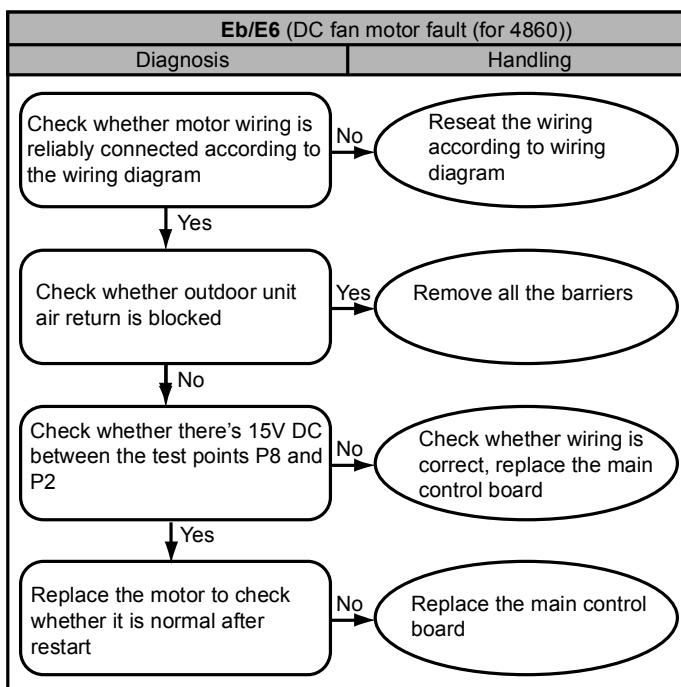 Eb/E6 (DC fan motor fault (for 4860))
Diagnosis
Handling
Check whether motor wiring is
reliably connected according to
the wiring diagram
No
Reseat the wiring
according to wiring
diagram
Yes
Check whether outdoor unit
air return is blocked
Yes
Remove all the barriers
No
Check whether there's 15V DC
between the test points P8 and
P2
No
Check whether wiring is
correct, replace the main
control board
Yes
Replace the motor to check
whether it is normal after
restart
No
Replace the main control
board